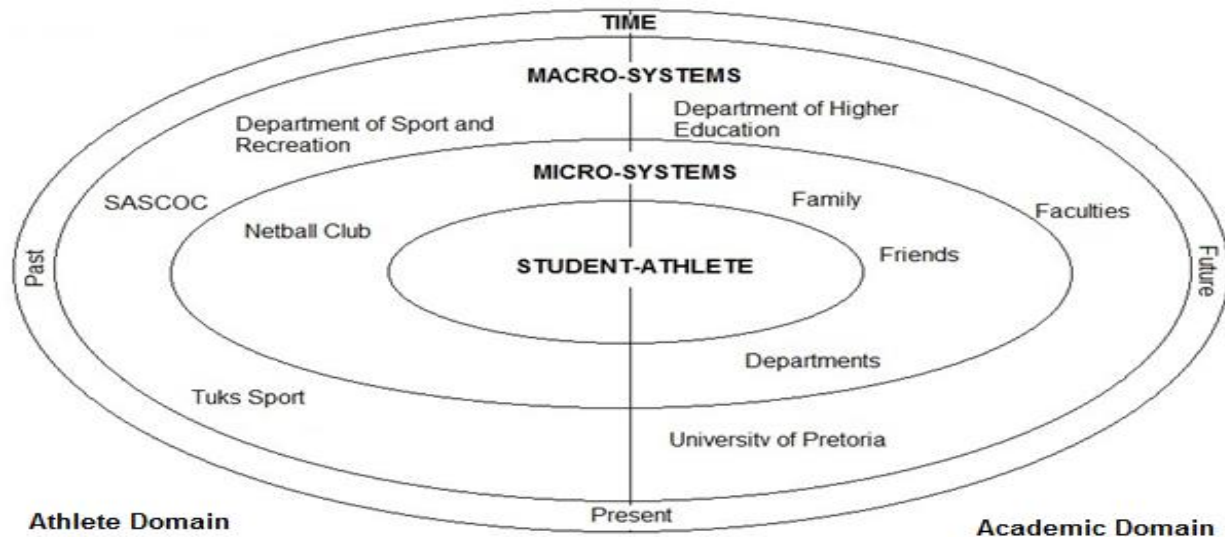 TIME
MACRO-SYSTEMS
Department of Sport and
Recreation
Department of Higher
Education
MICRO-SYSTEMS
SASCOC
Netball Club
Family
Faculties
Friends
Past
STUDENT-ATHLETE
Future
Departments
Tuks Sport
University of Pretoria
Present
Athlete Domain
Academic Domain